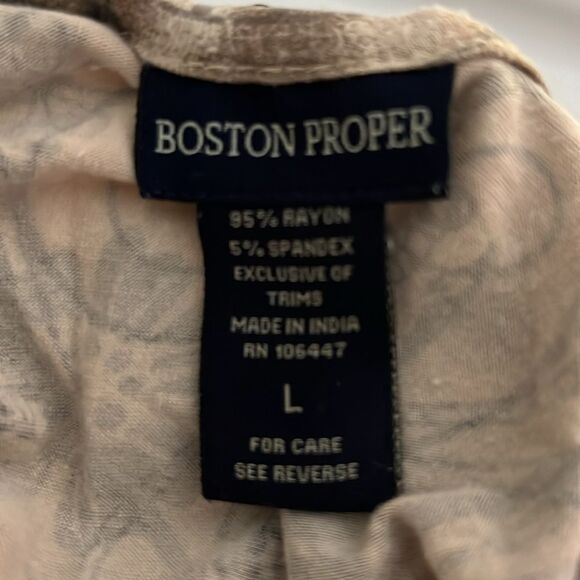 BOSTON PROPER
95% RAYON
5% SPANDEX
EXCLUSIVE OF
TRIMS
MADE IN INDIA
RN 106447
L
FOR CARE
SEE REVERSE